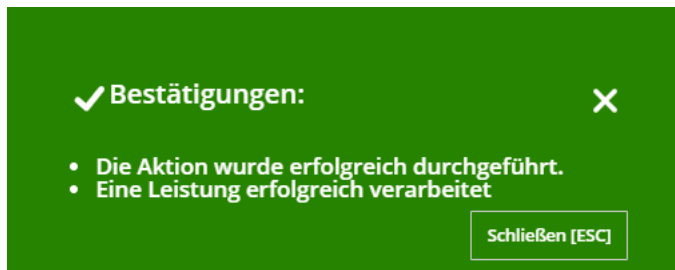 Bestätigungen:
Die Aktion wurde erfolgreich durchgeführt.
Eine Leistung erfolgreich verarbeitet
Schließen [ESC]